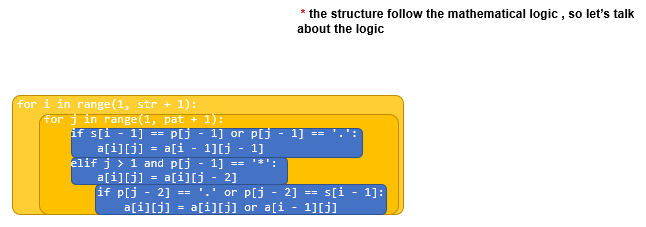 * the structure follow the mathematical logic , so let's talk
about the logic
for i in range(1, str + 1):
for j in range(1, pat + 1):
if s[i - 1] == p[j - 1] or p[j - 1] == '.':
a[i][j] = a[i - 1][j - 1]
elif j > 1 and p[j - 1] == '*':
a[i][j] = a[i][j - 2]
if p[j - 2] == '.' or p[j - 2] == s[i - 1]:
a[i][j] = a[i][j] or a[i - 1][j]